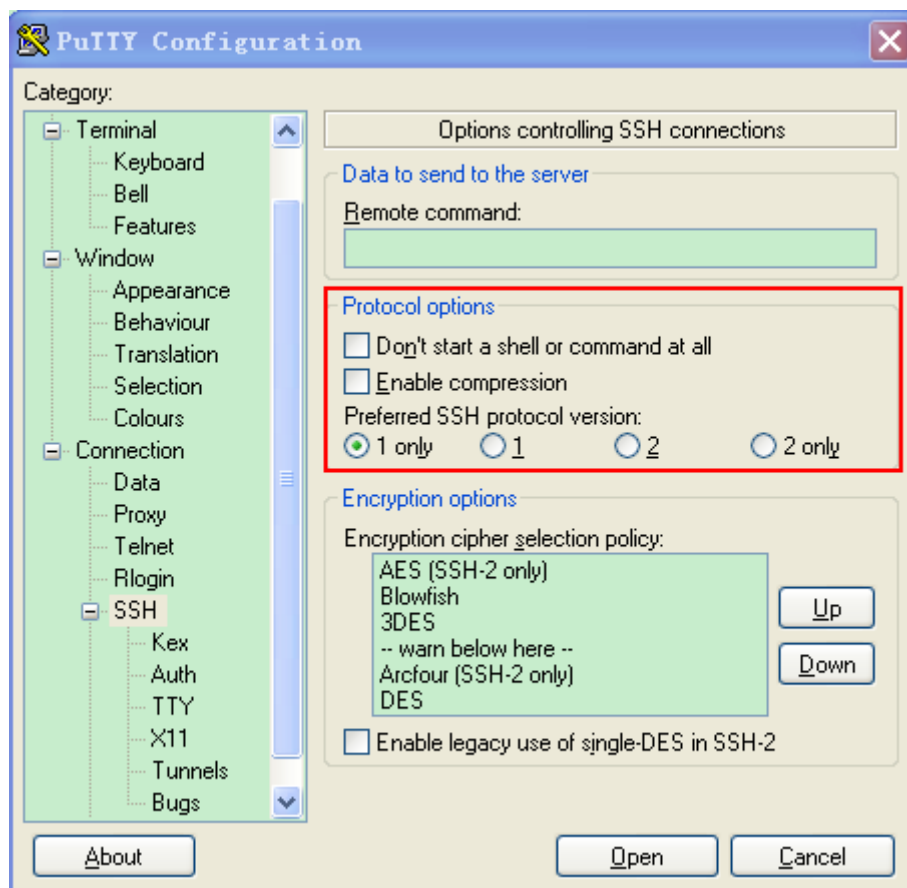 PuTTY Configuration
Category:
Terminal
Keyboard
Bell
Features
Window
Appearance
Behaviour
Translation
Selection
Colours
Connection
Data
Proxy
Telnet
Rlogin
SSH
Kex
Auth
TTY
X11
Tunnels
Bugs
Options controlling SSH connections
Data to send to the server
Remote command:
Protocol options
Don't start a shell or command at all
Enable compression
Preferred SSH protocol version:
1 only 1 2 2 only
Encryption options
Encryption cipher selection policy:
AES (SSH-2 only)
Blowfish
3DES
-- warn below here --
Arcfour (SSH-2 only)
DES
Up
Down
Enable legacy use of single-DES in SSH-2
About
Open
Cancel